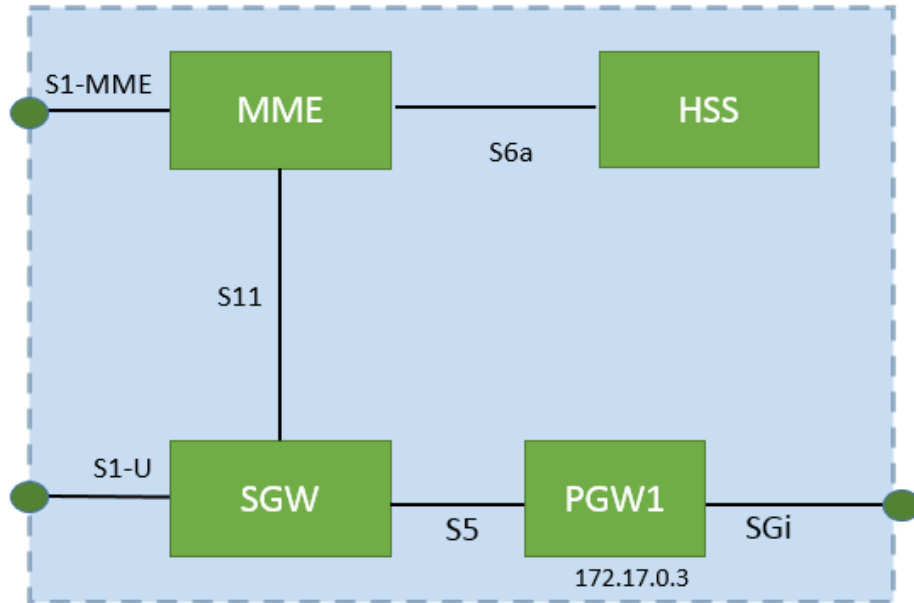 S1-MME
MME
HSS
S6a
S11
S1-U
SGW
PGW1
S5
SGi
172.17.0.3